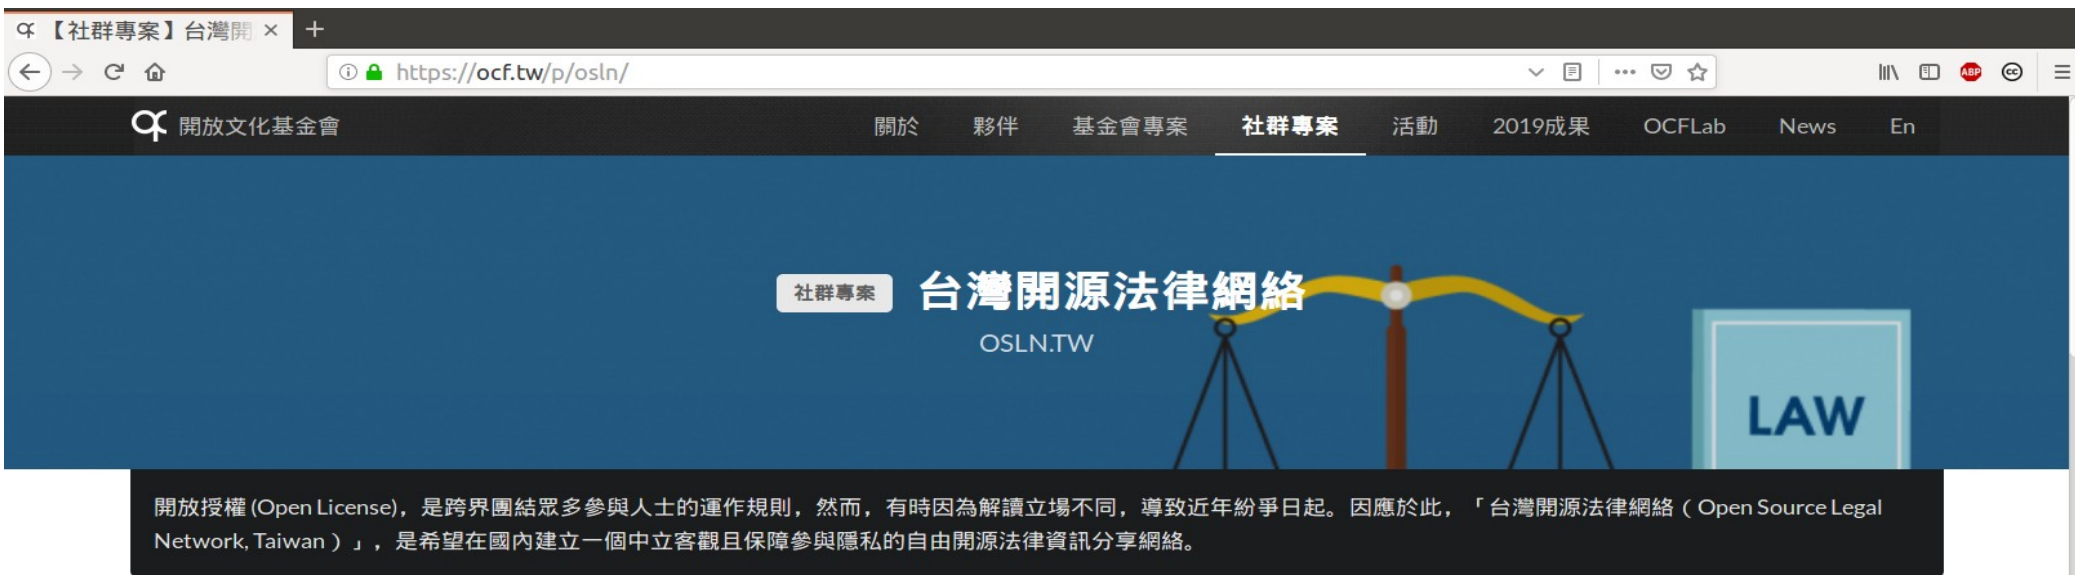 【社群專案】台灣開
https://ocf.tw/p/osln/
ABP
cc
開放文化基金會 關於 夥伴 基金會專案 社群專案 活動 2019成果 OCFLab News En
社群專案 台灣開源法律網絡
OSLN.TW
LAW
開放授權 (Open License)，是跨界團結眾多參與人士的運作規則，然而，有時因為解讀立場不同，導致近年紛爭日起。因應於此，「台灣開源法律網絡（Open Source Legal
Network, Taiwan）」，是希望在國內建立一個中立客觀且保障參與隱私的自由開源法律資訊分享網絡。